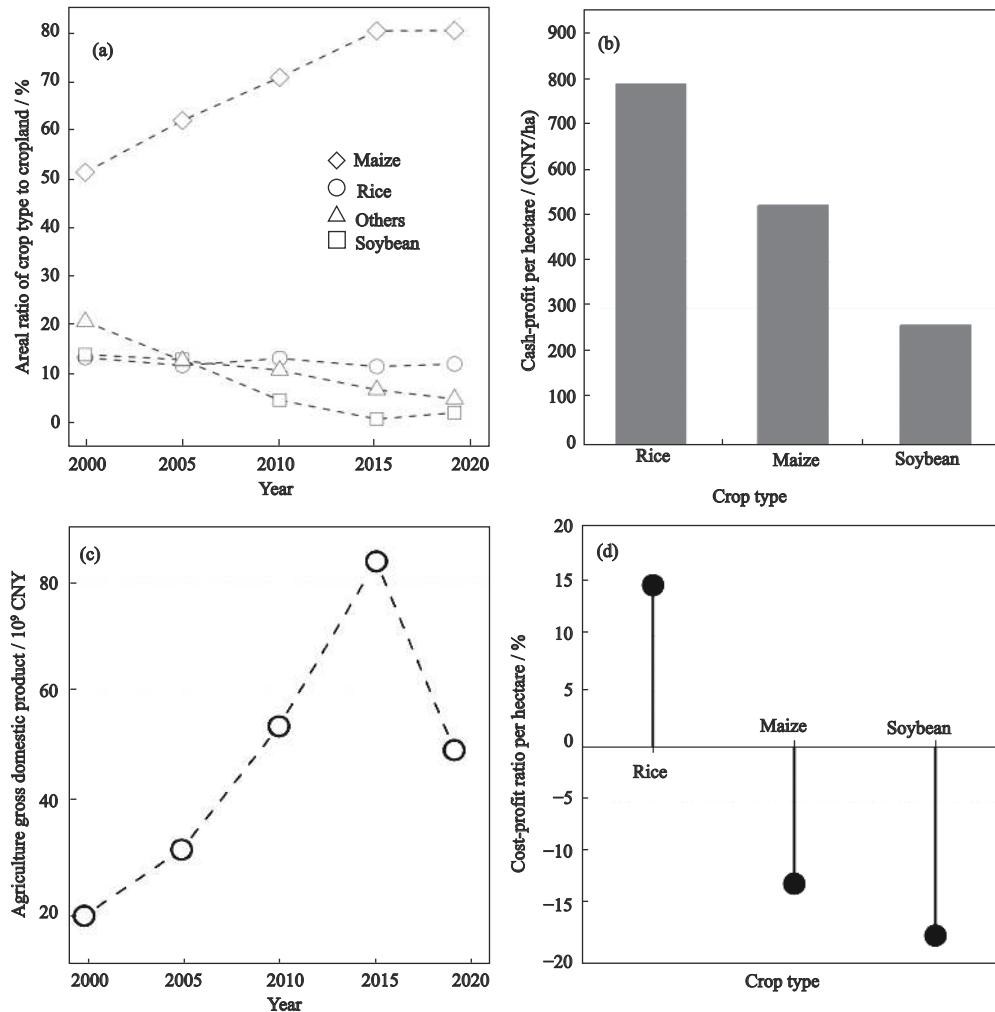 (a)
Areal ratio of crop type to cropland / %
80
70
60
50
40
30
20
10
0
Maize
Rice
Others
Soybean
2000 2005 2010 2015 2020
Year
(b)
Cash-profit per hectare / (CNY/ha)
900
800
700
600
500
400
300
200
100
0
Rice Maize Soybean
Crop type
(c)
Agriculture gross domestic product / 10⁹ CNY
80
60
40
20
2000 2005 2010 2015 2020
Year
(d)
Cost-profit ratio per hectare / %
20
15
10
5
0
−5
−10
−15
−20
Maize Soybean
Rice
Crop type